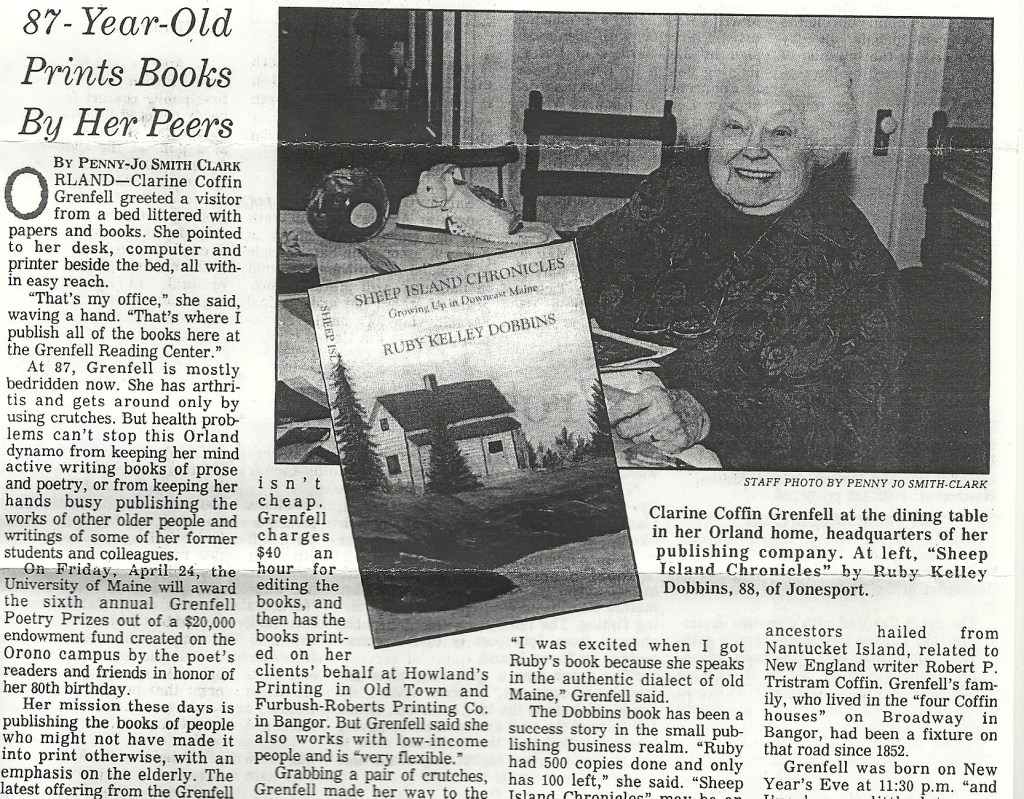 87-Year-Old
Prints Books
By Her Peers
BY PENNY-JO SMITH CLARK
ORLAND—Clarine Coffin
Grenfell greeted a visitor
from a bed littered with
papers and books. She pointed
to her desk, computer and
printer beside the bed, all with-
in easy reach.
"That's my office," she said,
waving a hand. "That's where I
publish all of the books here at
the Grenfell Reading Center."
At 87, Grenfell is mostly
bedridden now. She has arthri-
tis and gets around only by
using crutches. But health prob-
lems can't stop this Orland
dynamo from keeping her mind
active writing books of prose
and poetry, or from keeping her
hands busy publishing the
works of other older people and
writings of some of her former
students and colleagues.
On Friday, April 24, the
University of Maine will award
the sixth annual Grenfell
Poetry Prizes out of a $20,000
endowment fund created on the
Orono campus by the poet's
readers and friends in honor of
her 80th birthday.
Her mission these days is
publishing the books of people
who might not have made it
into print otherwise, with an
emphasis on the elderly. The
latest offering from the Grenfell
SHEEP ISLAND CHRONICLES
Growing Up in Downeast Maine
RUBY KELLEY DOBBINS
SHEEP ISL
STAFF PHOTO BY PENNY JO SMITH-CLARK
Clarine Coffin Grenfell at the dining table
in her Orland home, headquarters of her
publishing company. At left, "Sheep
Island Chronicles" by Ruby Kelley
Dobbins, 88, of Jonesport.
isn't
cheap.
Grenfell
charges
$40 an
hour for
editing the
books, and
then has the
books print-
ed on her
clients' behalf at Howland's
Printing in Old Town and
Furbush-Roberts Printing Co.
in Bangor. But Grenfell said she
also works with low-income
people and is "very flexible."
Grabbing a pair of crutches,
Grenfell made her way to the
"I was excited when I got
Ruby's book because she speaks
in the authentic dialect of old
Maine," Grenfell said.
The Dobbins book has been a
success story in the small pub-
lishing business realm. "Ruby
had 500 copies done and only
has 100 left," she said. "Sheep
Island Chronicles" may be an
ancestors hailed from
Nantucket Island, related to
New England writer Robert P.
Tristram Coffin. Grenfell's fam-
ily, who lived in the "four Coffin
houses" on Broadway in
Bangor, had been a fixture on
that road since 1852.
Grenfell was born on New
Year's Eve at 11:30 p.m. "and